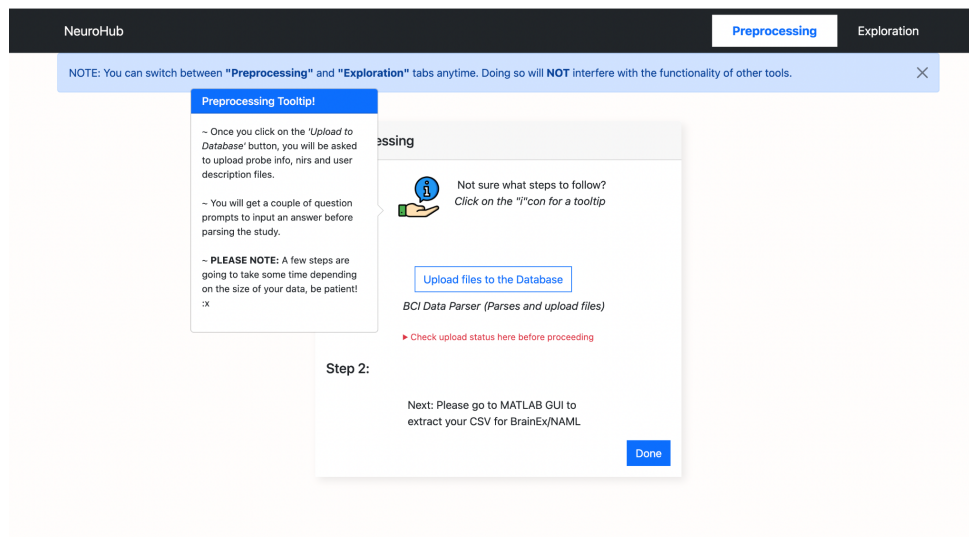 NeuroHub
Preprocessing
Exploration
NOTE: You can switch between "Preprocessing" and "Exploration" tabs anytime. Doing so will NOT interfere with the functionality of other tools.
Preprocessing Tooltip!
~ Once you click on the 'Upload to
Database' button, you will be asked
to upload probe info, nirs and user
description files.
~ You will get a couple of question
prompts to input an answer before
parsing the study.
~ PLEASE NOTE: A few steps are
going to take some time depending
on the size of your data, be patient!
:x
essing
Not sure what steps to follow?
Click on the "i"con for a tooltip
Upload files to the Database
BCI Data Parser (Parses and upload files)
▸ Check upload status here before proceeding
Step 2:
Next: Please go to MATLAB GUI to
extract your CSV for BrainEx/NAML
Done